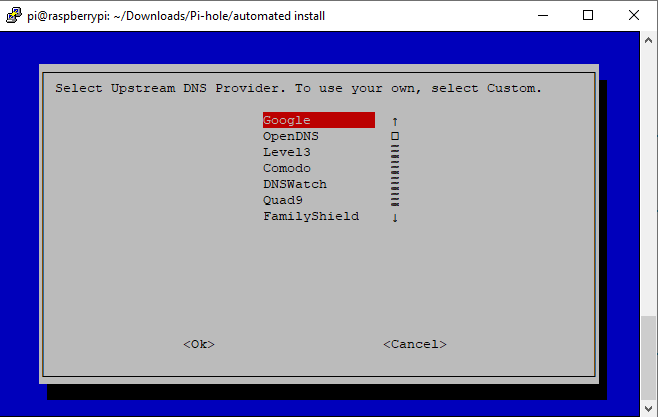 pi@raspberrypi: ~/Downloads/Pi-hole/automated install
Select Upstream DNS Provider. To use your own, select Custom.
Google
OpenDNS
Level3
Comodo
DNSWatch
Quad9
FamilyShield
<Ok> <Cancel>